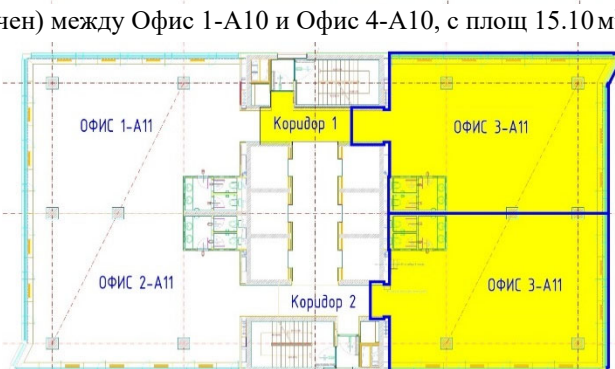 чен) между Офис 1-А10 и Офис 4-А10, с площ 15.10 м
ОФИС 1-А11
Коридор 1
ОФИС 3-А11
ОФИС 2-А11
Коридор 2
ОФИС 3-А11